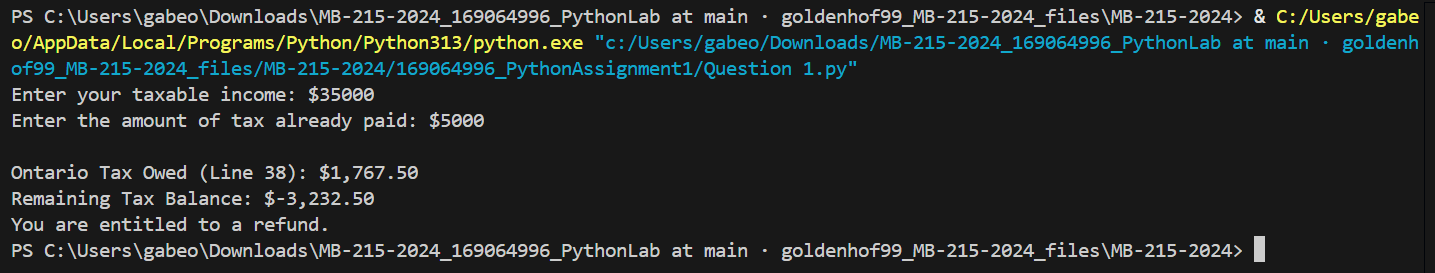 PS C:\Users\gabeo\Downloads\MB-215-2024_169064996_PythonLab at main · goldenhof99_MB-215-2024_files\MB-215-2024> & C:/Users/gabe
o/AppData/Local/Programs/Python/Python313/python.exe "c:/Users/gabeo/Downloads/MB-215-2024_169064996_PythonLab at main · goldenh
of99_MB-215-2024_files/MB-215-2024/169064996_PythonAssignment1/Question 1.py"
Enter your taxable income: $35000
Enter the amount of tax already paid: $5000
Ontario Tax Owed (Line 38): $1,767.50
Remaining Tax Balance: $-3,232.50
You are entitled to a refund.
PS C:\Users\gabeo\Downloads\MB-215-2024_169064996_PythonLab at main · goldenhof99_MB-215-2024_files\MB-215-2024>